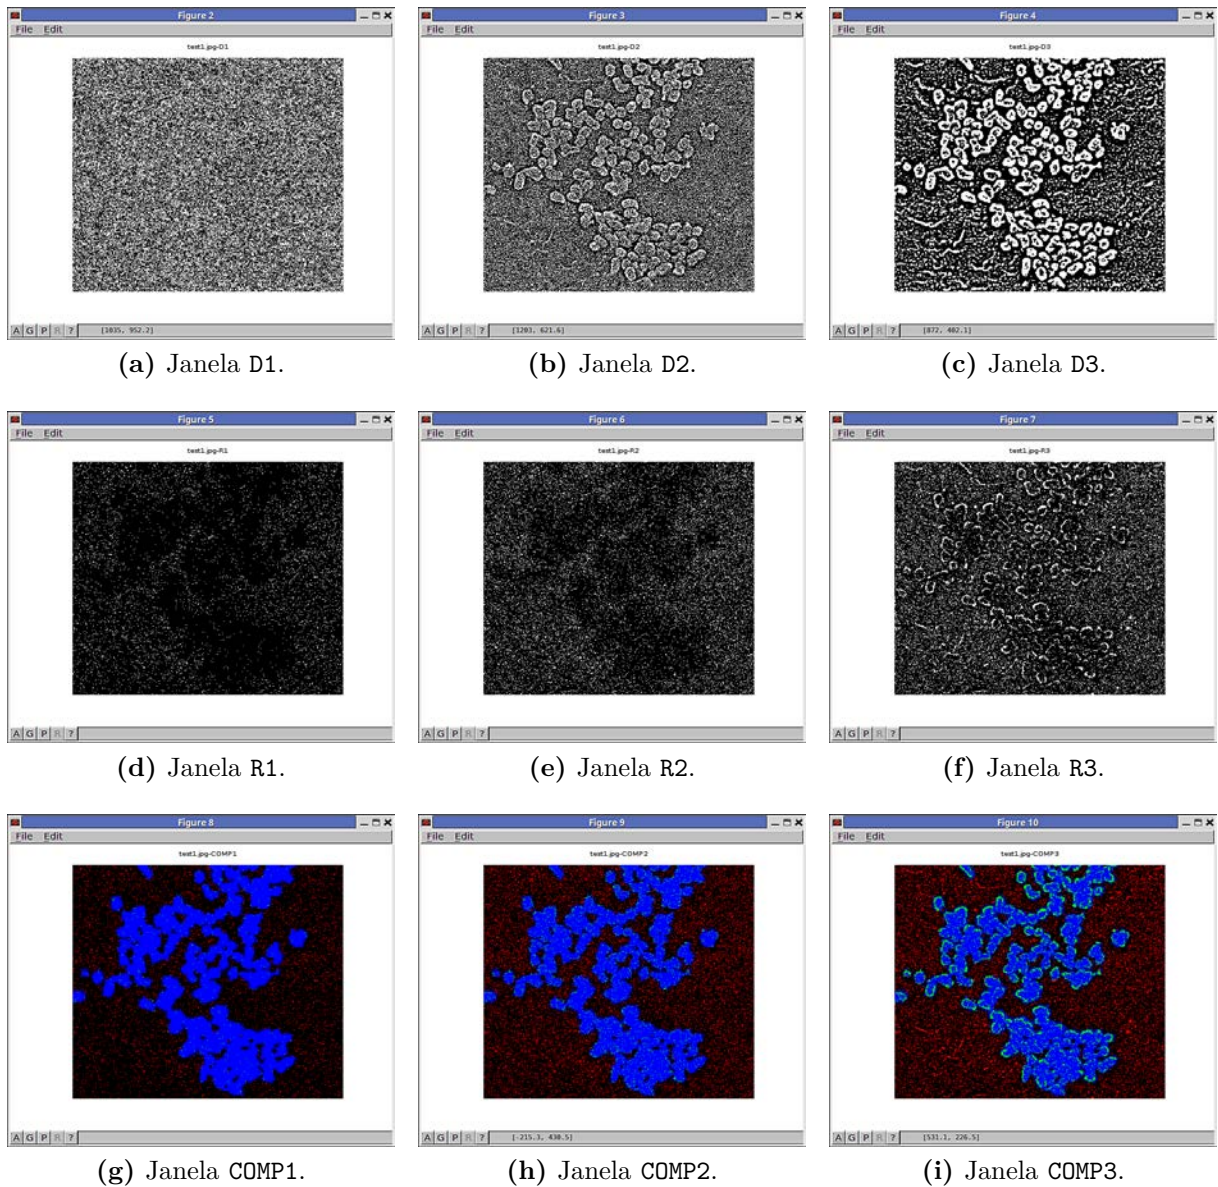 Figure 2
File Edit
test1.jpg-D1
A G P R ? [1035, 952.2]
(a) Janela D1.
Figure 3
File Edit
test1.jpg-D2
A G P R ? [1203, 621.6]
(b) Janela D2.
Figure 4
File Edit
test1.jpg-D3
A G P R ? [872, 402.1]
(c) Janela D3.
Figure 5
File Edit
test1.jpg-R1
A G P R ?
(d) Janela R1.
Figure 6
File Edit
test1.jpg-R2
A G P R ?
(e) Janela R2.
Figure 7
File Edit
test1.jpg-R3
A G P R ?
(f) Janela R3.
Figure 8
File Edit
test1.jpg-COMP1
A G P R ?
(g) Janela COMP1.
Figure 9
File Edit
test1.jpg-COMP2
A G P R ? [-215.3, 430.5]
(h) Janela COMP2.
Figure 10
File Edit
test1.jpg-COMP3
A G P R ? [531.1, 226.5]
(i) Janela COMP3.